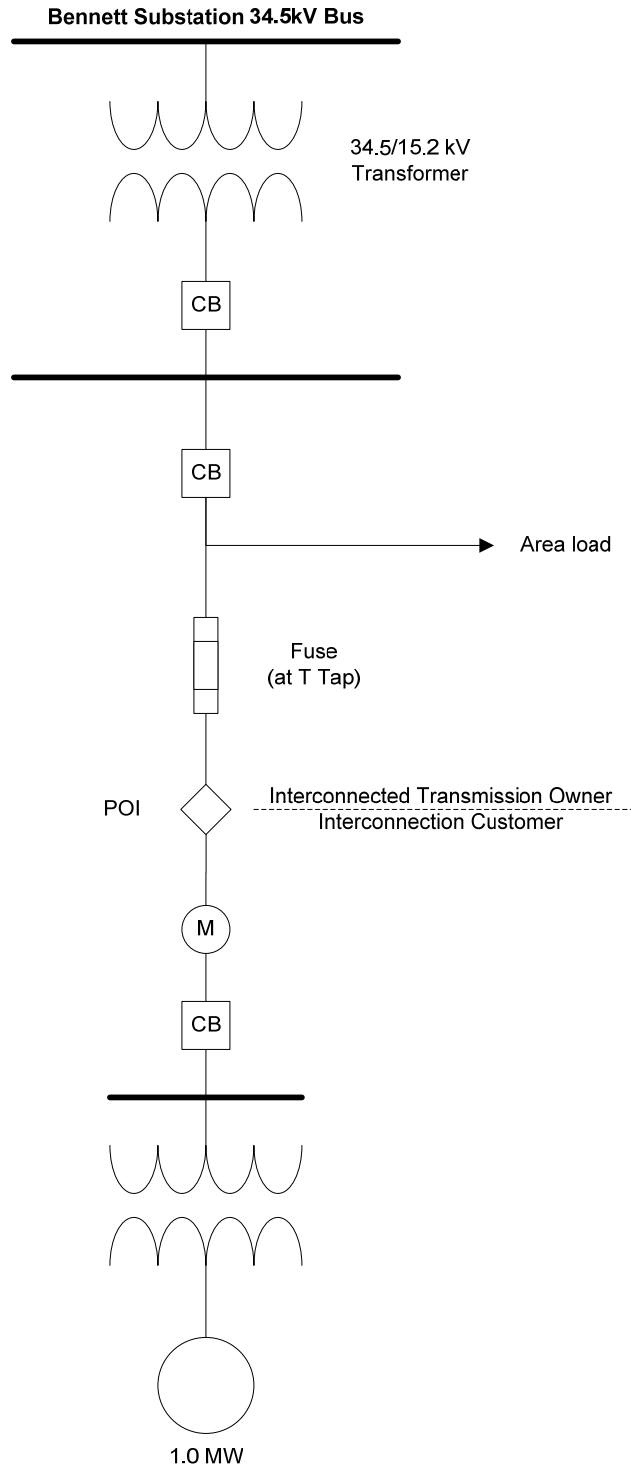 Bennett Substation 34.5kV Bus
34.5/15.2 kV
Transformer
CB
CB
Area load
Fuse
(at T Tap)
POI
Interconnected Transmission Owner
Interconnection Customer
M
CB
1.0 MW